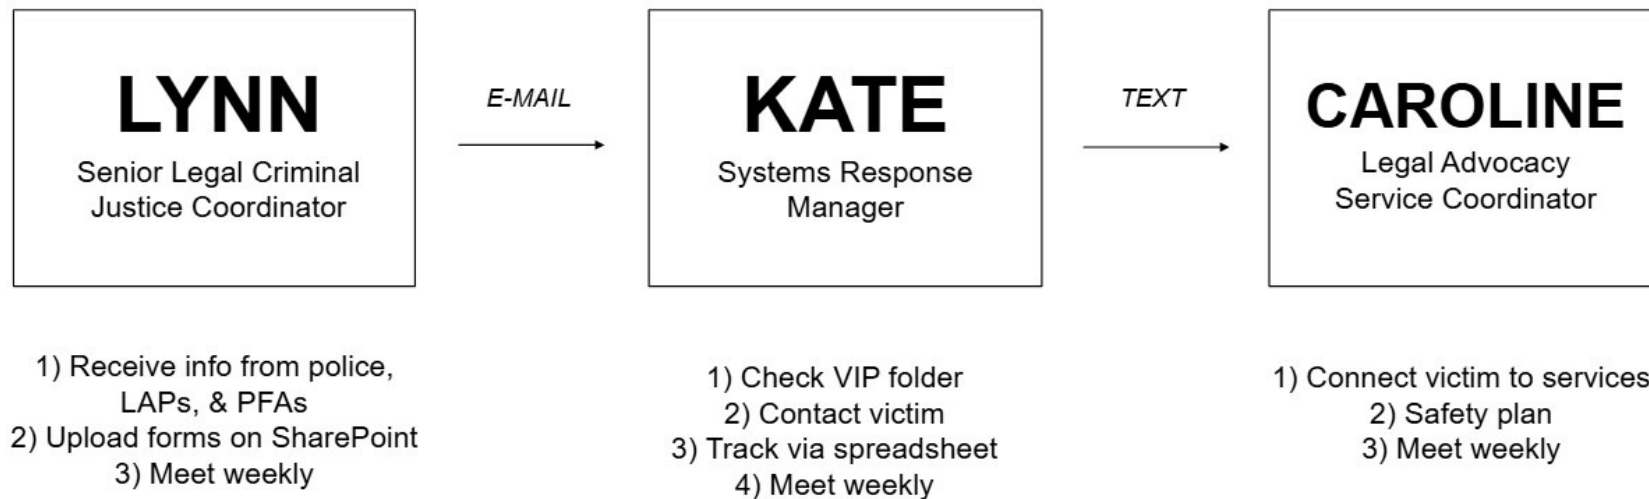 LYNN
Senior Legal Criminal
Justice Coordinator
E-MAIL
KATE
Systems Response
Manager
TEXT
CAROLINE
Legal Advocacy
Service Coordinator
1) Receive info from police,
LAPs, & PFAs
2) Upload forms on SharePoint
3) Meet weekly
1) Check VIP folder
2) Contact victim
3) Track via spreadsheet
4) Meet weekly
1) Connect victim to services
2) Safety plan
3) Meet weekly